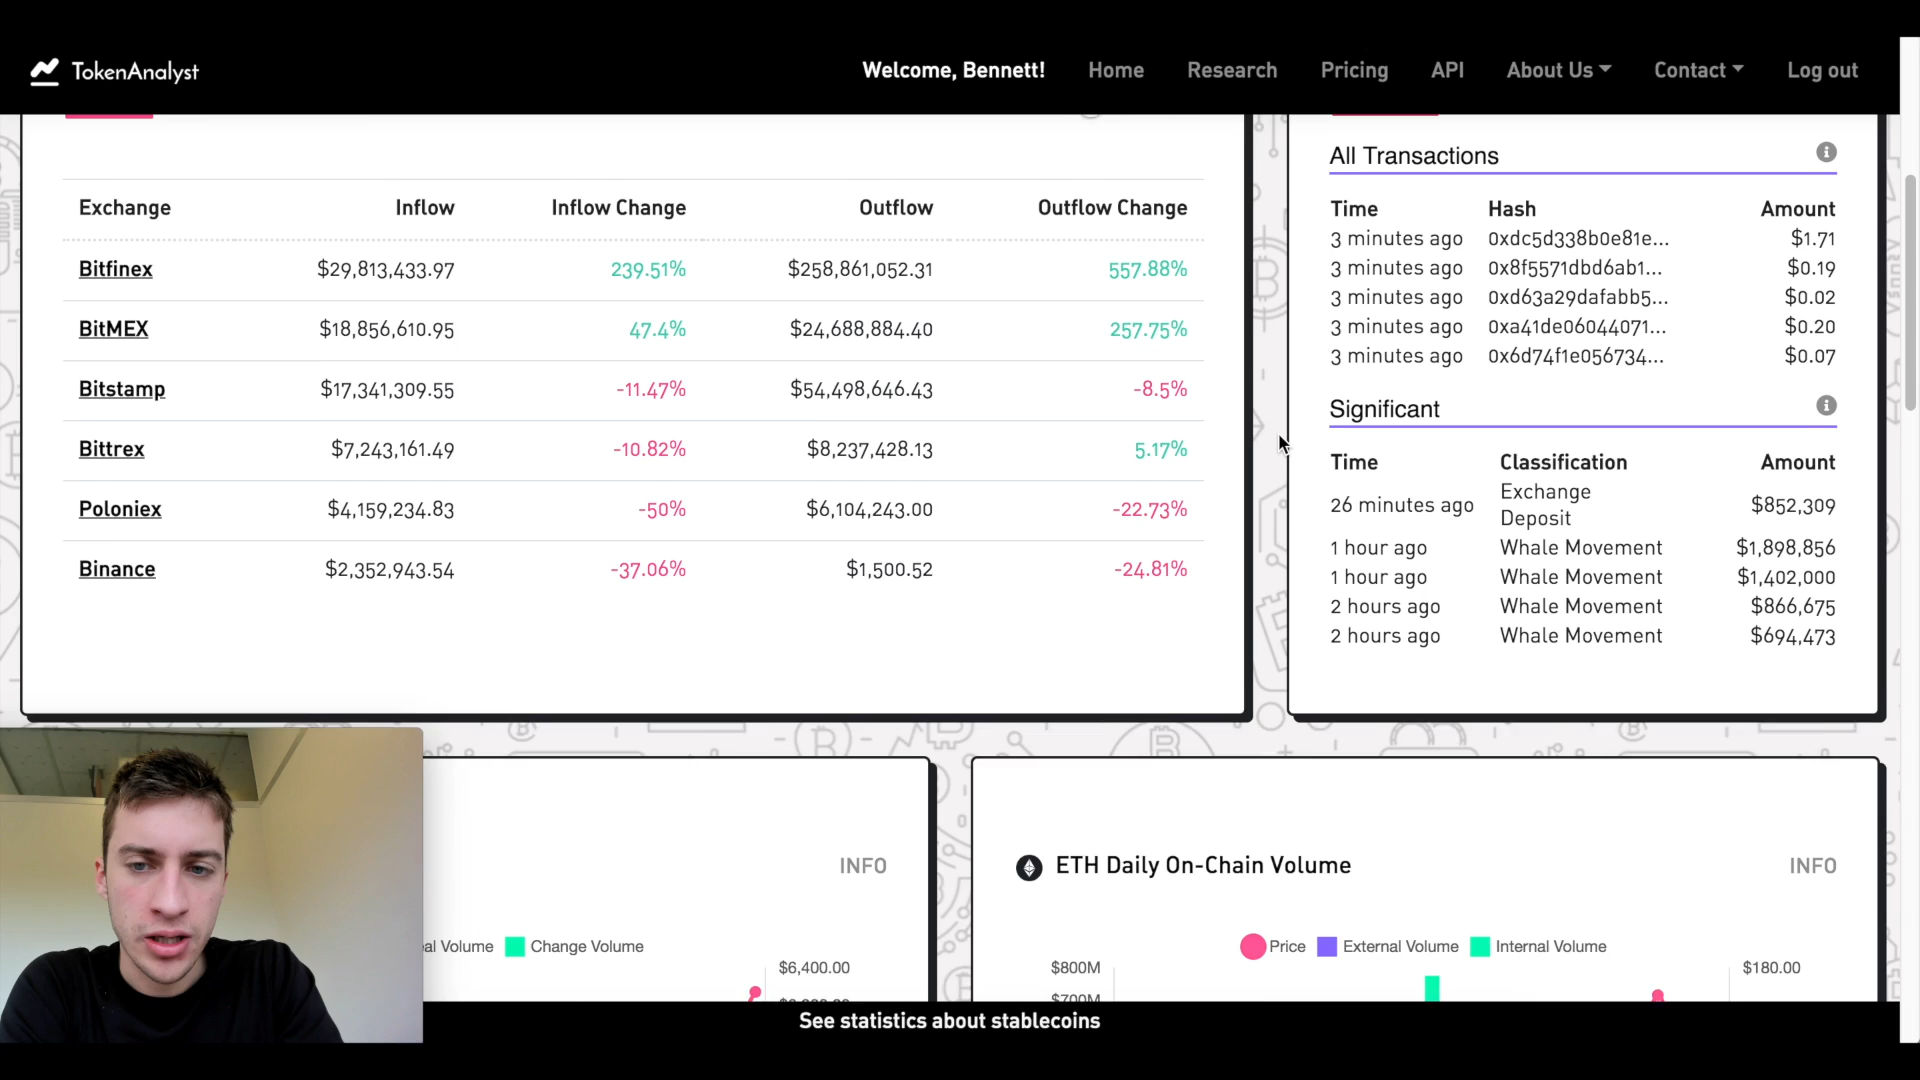 TokenAnalyst
Welcome, Bennett! Home Research Pricing API About Us Contact Log out
Exchange Inflow Inflow Change Outflow Outflow Change
Bitfinex $29,813,433.97 239.51% $258,861,052.31 557.88%
BitMEX $18,856,610.95 47.4% $24,688,884.40 257.75%
Bitstamp $17,341,309.55 -11.47% $54,498,646.43 -8.5%
Bittrex $7,243,161.49 -10.82% $8,237,428.13 5.17%
Poloniex $4,159,234.83 -50% $6,104,243.00 -22.73%
Binance $2,352,943.54 -37.06% $1,500.52 -24.81%
All Transactions
Time Hash Amount
3 minutes ago 0xdc5d338b0e81e... $1.71
3 minutes ago 0x8f5571dbd6ab1... $0.19
3 minutes ago 0xd63a29dafabb5... $0.02
3 minutes ago 0xa41de06044071... $0.20
3 minutes ago 0x6d74f1e056734... $0.07
Significant
Time Classification Amount
26 minutes ago Exchange Deposit $852,309
1 hour ago Whale Movement $1,898,856
1 hour ago Whale Movement $1,402,000
2 hours ago Whale Movement $866,675
2 hours ago Whale Movement $694,473
INFO
Volume Change Volume
$6,400.00
ETH Daily On-Chain Volume INFO
Price External Volume Internal Volume
$800M $180.00
$700M
See statistics about stablecoins